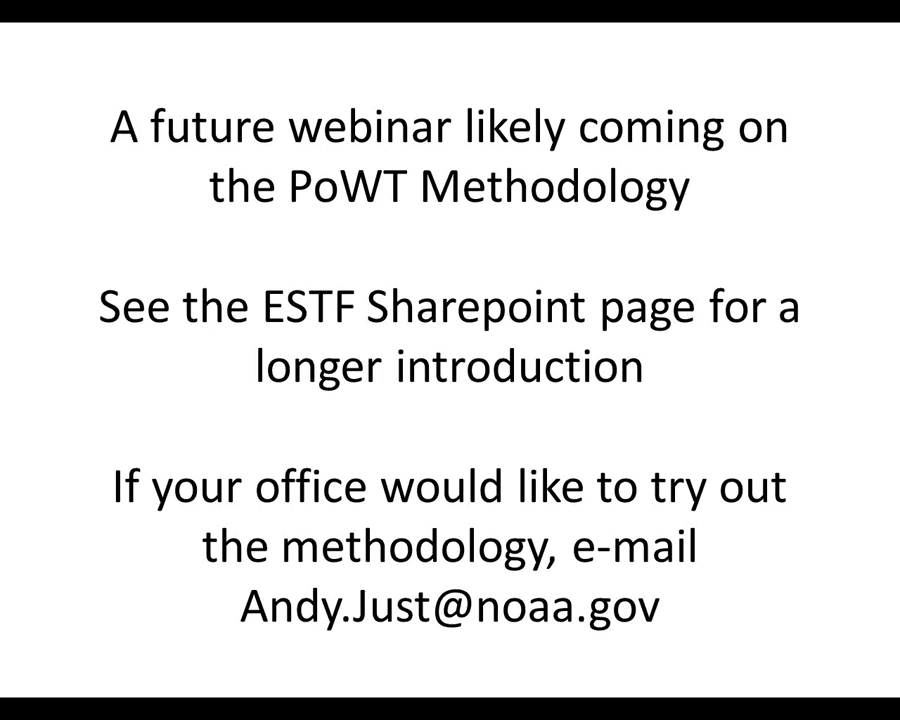 A future webinar likely coming on
the PoWT Methodology
See the ESTF Sharepoint page for a
longer introduction
If your office would like to try out
the methodology, e-mail
Andy.Just@noaa.gov